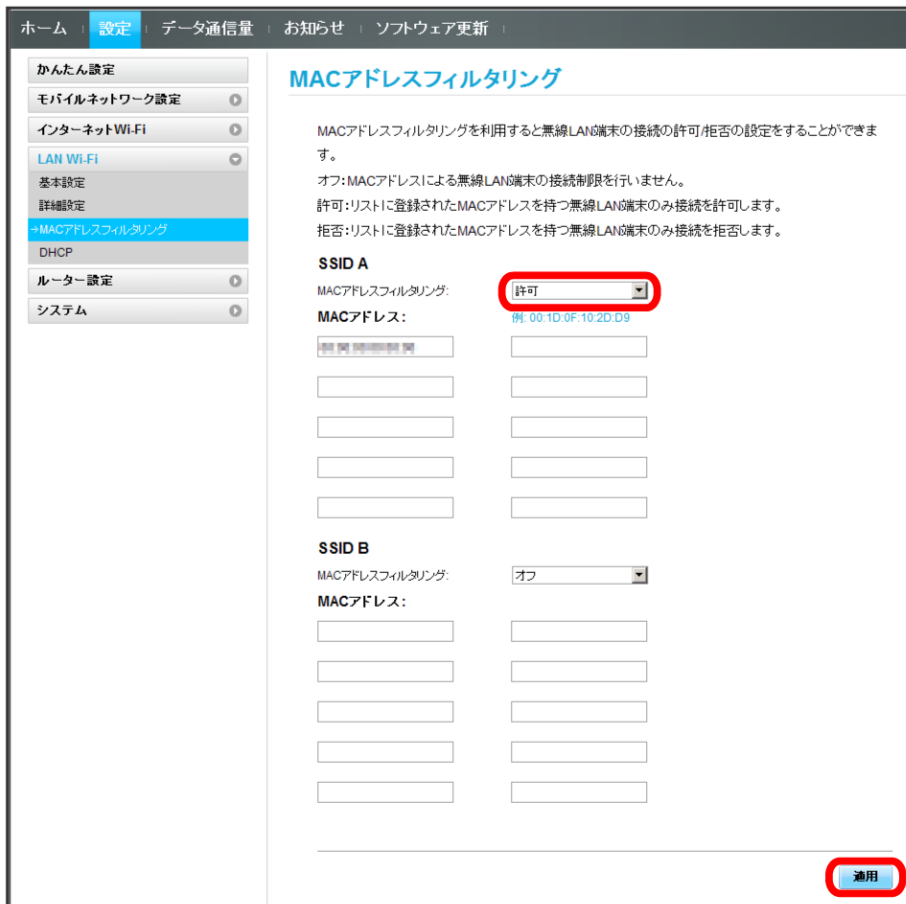 ホーム 設定 データ通信量 お知らせ ソフトウェア更新
かんたん設定
モバイルネットワーク設定
インターネットWi-Fi
LAN Wi-Fi
基本設定
詳細設定
→MACアドレスフィルタリング
DHCP
ルーター設定
システム
MACアドレスフィルタリング
MACアドレスフィルタリングを利用すると無線LAN端末の接続の許可/拒否の設定をすることができま
す。
オフ:MACアドレスによる無線LAN端末の接続制限を行いません。
許可:リストに登録されたMACアドレスを持つ無線LAN端末のみ接続を許可します。
拒否:リストに登録されたMACアドレスを持つ無線LAN端末のみ接続を拒否します。
SSID A
MACアドレスフィルタリング: 許可
MACアドレス: 例: 00:1D:0F:10:2D:D9
SSID B
MACアドレスフィルタリング: オフ
MACアドレス:
適用